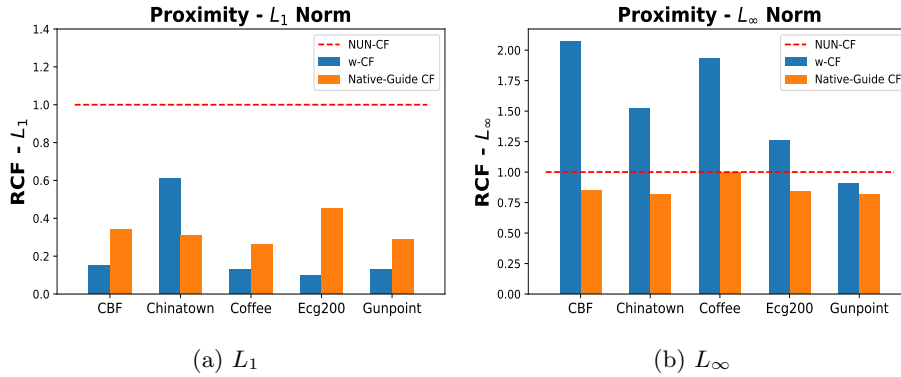 Proximity - L₁ Norm
RCF - L₁
1.4
1.2
1.0
0.8
0.6
0.4
0.2
0.0
NUN-CF
w-CF
Native-Guide CF
CBF Chinatown Coffee Ecg200 Gunpoint
(a) L₁
Proximity - L∞ Norm
RCF - L∞
2.00
1.75
1.50
1.25
1.00
0.75
0.50
0.25
0.00
NUN-CF
w-CF
Native-Guide CF
CBF Chinatown Coffee Ecg200 Gunpoint
(b) L∞